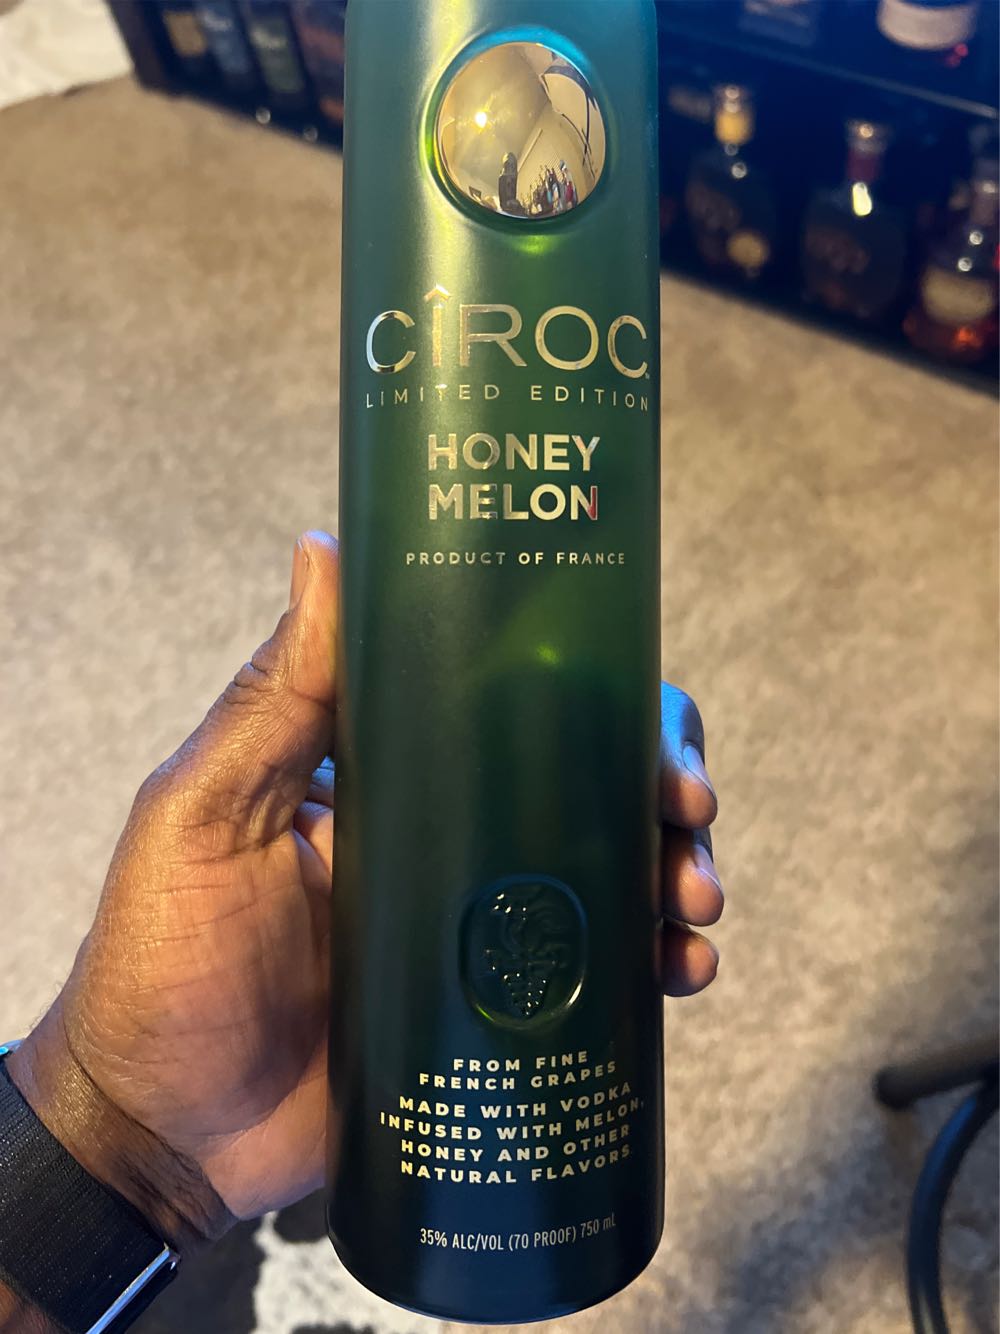 CÎROC
LIMITED EDITION
HONEY
MELON
PRODUCT OF FRANCE
FROM FINE
FRENCH GRAPES
MADE WITH VODKA
INFUSED WITH MELON,
HONEY AND OTHER
NATURAL FLAVORS.
35% ALC/VOL (70 PROOF) 750 mL